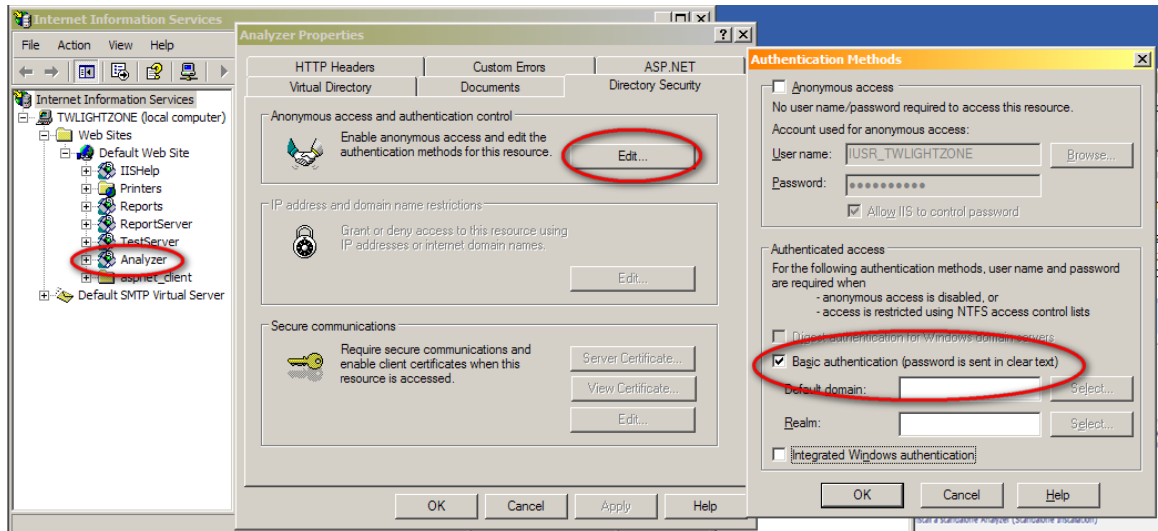 Internet Information Services
File Action View Help
Internet Information Services
TWLIGHTZONE (local computer)
Web Sites
Default Web Site
IISHelp
Printers
Reports
ReportServer
TestServer
Analyzer
aspnet_client
Default SMTP Virtual Server
Analyzer Properties
HTTP Headers Custom Errors ASP.NET
Virtual Directory Documents Directory Security
Anonymous access and authentication control
Enable anonymous access and edit the
authentication methods for this resource.
Edit...
IP address and domain name restrictions
Grant or deny access to this resource using
IP addresses or internet domain names.
Edit...
Secure communications
Require secure communications and
enable client certificates when this
resource is accessed.
Server Certificate...
View Certificate...
Edit...
OK Cancel Apply Help
Authentication Methods
Anonymous access
No user name/password required to access this resource.
Account used for anonymous access:
User name: IUSR_TWLIGHTZONE Browse...
Password:
Allow IIS to control password
Authenticated access
For the following authentication methods, user name and password
are required when
- anonymous access is disabled, or
- access is restricted using NTFS access control lists
Digest authentication for Windows domain servers
Basic authentication (password is sent in clear text)
Default domain: Select...
Realm: Select...
Integrated Windows authentication
OK Cancel Help
Install a standalone Analyzer (Standalone Installation)